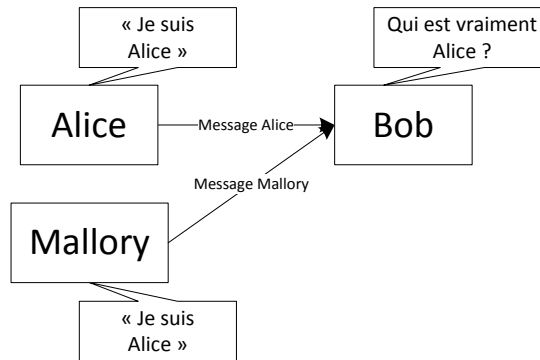 « Je suis
Alice »
Qui est vraiment
Alice ?
Alice
Message Alice
Bob
Message Mallory
Mallory
« Je suis
Alice »